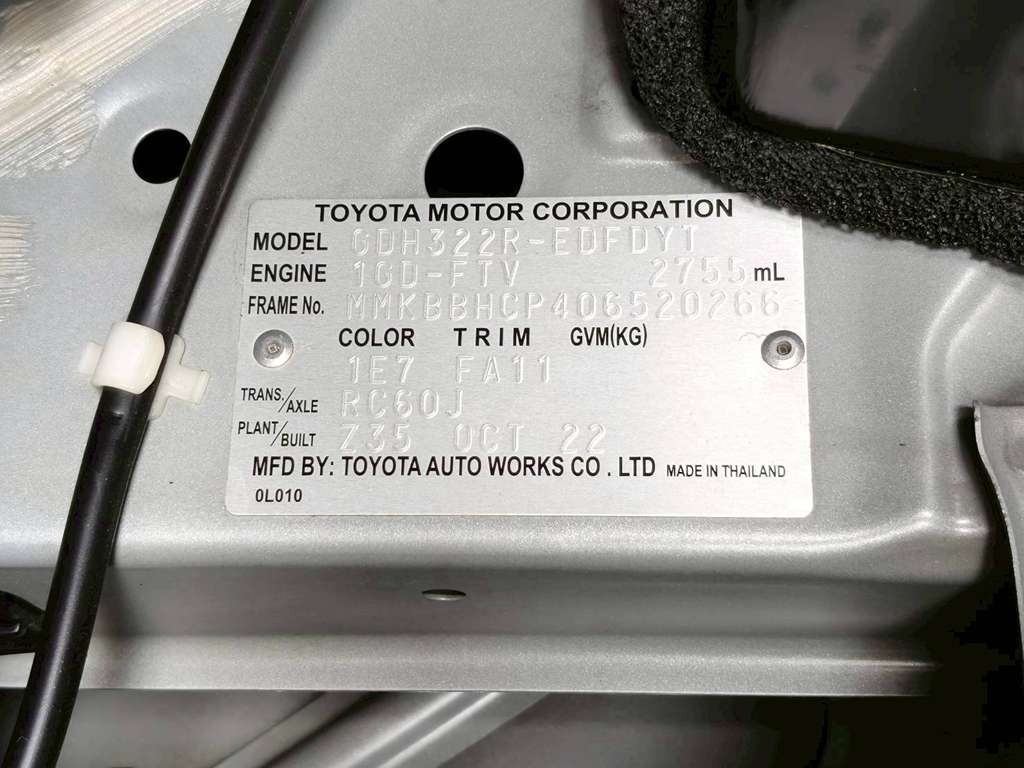 TOYOTA MOTOR CORPORATION
MODEL GDH322R-EDFDYT
ENGINE 1GD-FTV 2755 mL
FRAME No. MMKBBHCP406520266
COLOR TRIM GVM(KG)
1E7 FA11
TRANS./AXLE RC60J
PLANT/BUILT Z35 OCT 22
MFD BY: TOYOTA AUTO WORKS CO . LTD MADE IN THAILAND
0L010